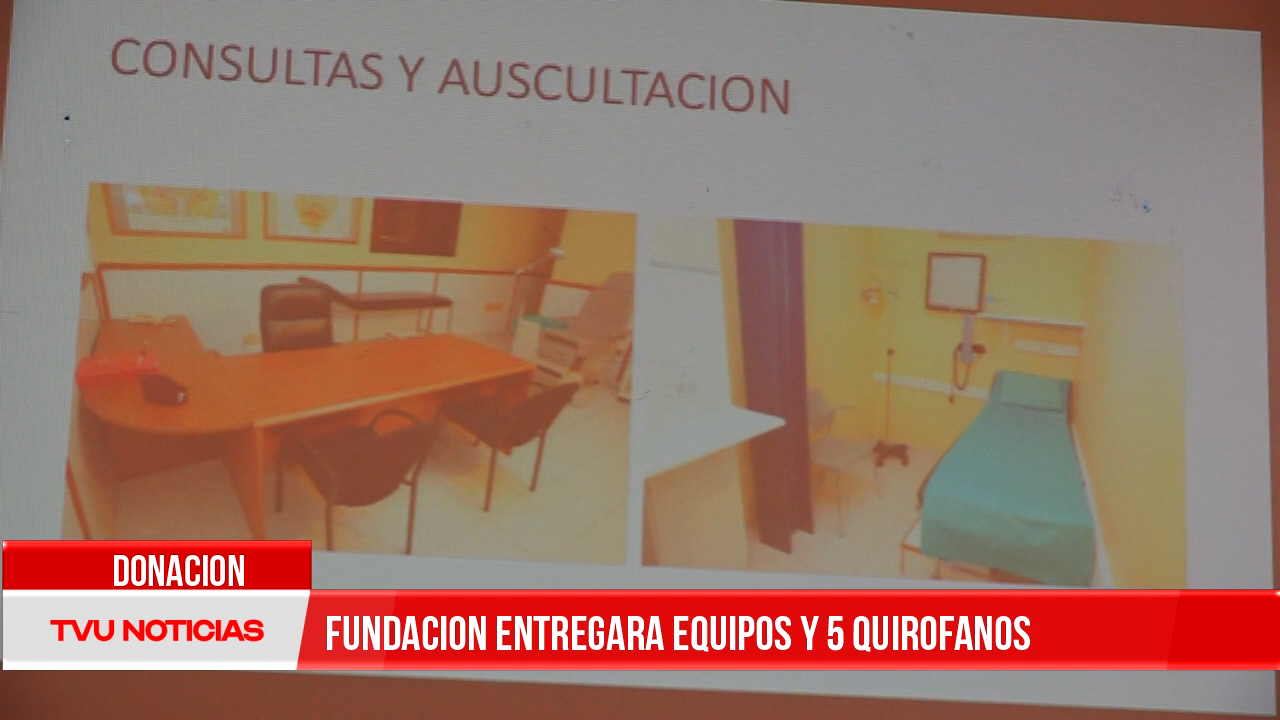 CONSULTAS Y AUSCULTACION
DONACION
TVU NOTICIAS
FUNDACION ENTREGARA EQUIPOS Y 5 QUIROFANOS